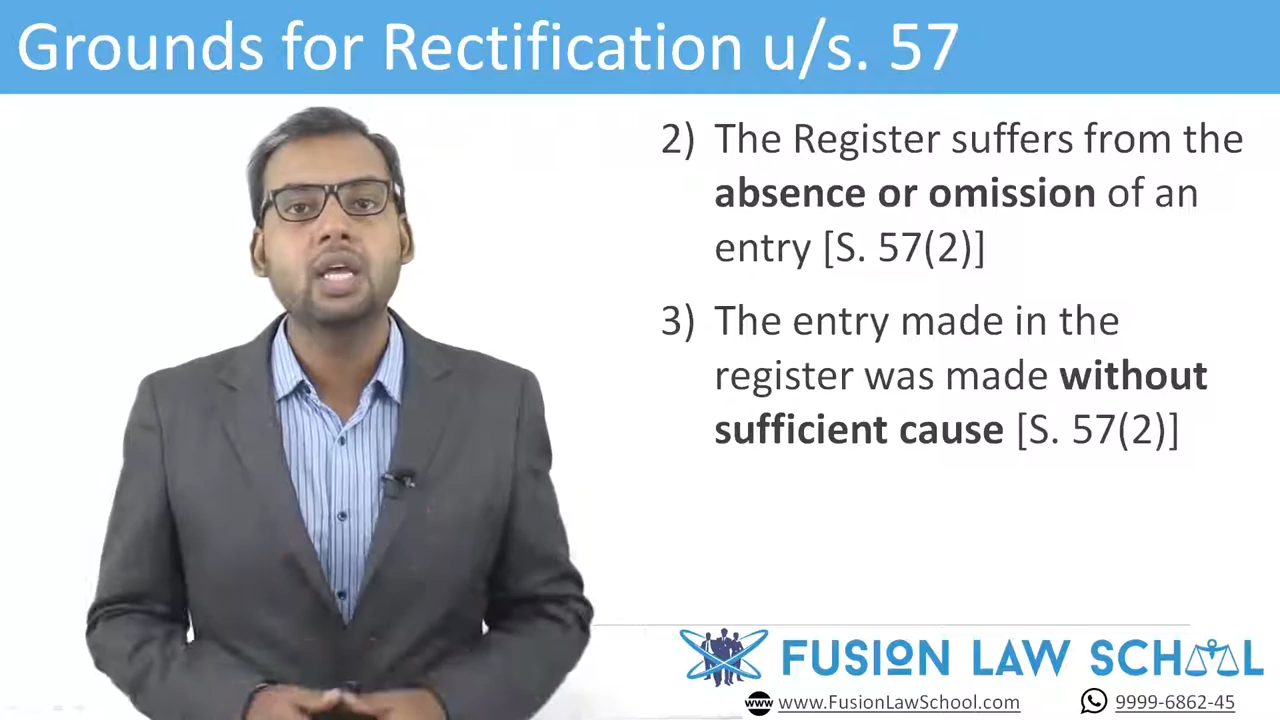 Grounds for Rectification u/s. 57
2) The Register suffers from the
absence or omission of an
entry [S. 57(2)]
3) The entry made in the
register was made without
sufficient cause [S. 57(2)]
FUSION LAW SCHOOL
www www.FusionLawSchool.com 9999-6862-45